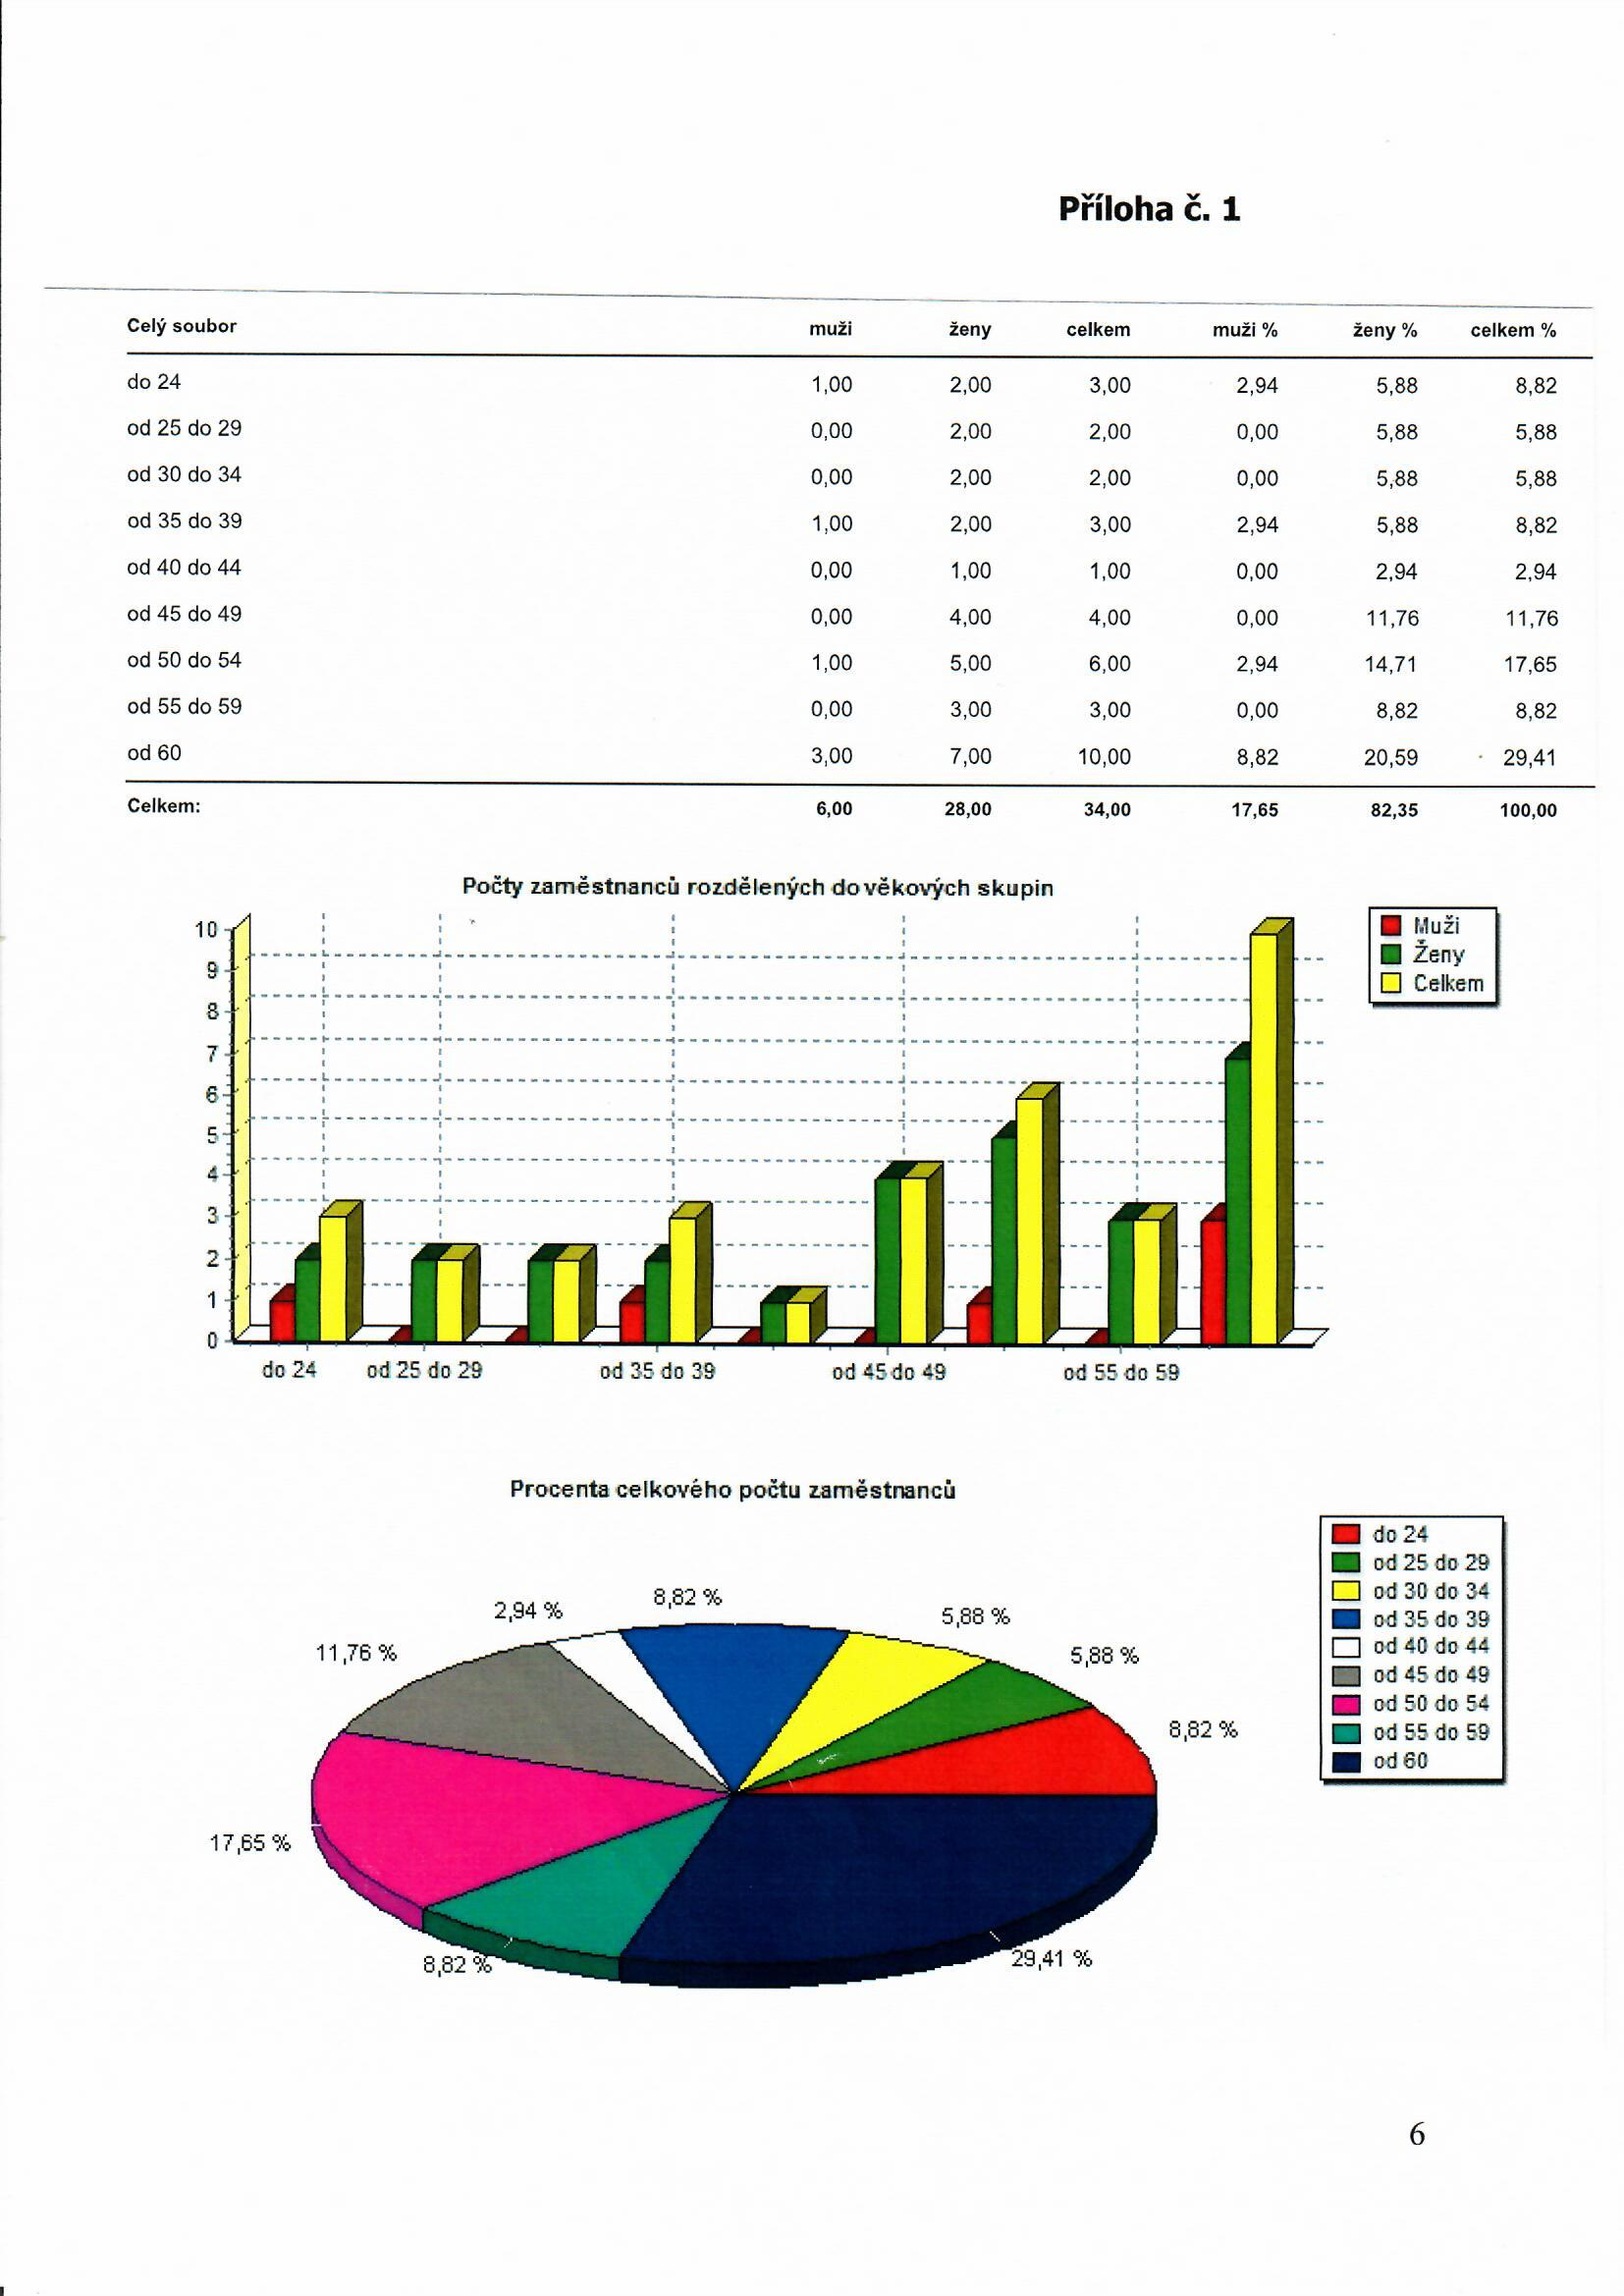 Příloha č. 1
Celý soubor muži ženy celkem muži % ženy % celkem %
do 24 1,00 2,00 3,00 2,94 5,88 8,82
od 25 do 29 0,00 2,00 2,00 0,00 5,88 5,88
od 30 do 34 0,00 2,00 2,00 0,00 5,88 5,88
od 35 do 39 1,00 2,00 3,00 2,94 5,88 8,82
od 40 do 44 0,00 1,00 1,00 0,00 2,94 2,94
od 45 do 49 0,00 4,00 4,00 0,00 11,76 11,76
od 50 do 54 1,00 5,00 6,00 2,94 14,71 17,65
od 55 do 59 0,00 3,00 3,00 0,00 8,82 8,82
od 60 3,00 7,00 10,00 8,82 20,59 29,41
Celkem: 6,00 28,00 34,00 17,65 82,35 100,00
Počty zaměstnanců rozdělených do věkových skupin
10
9
8
7
6
5
4
3
2
1
0
do 24 od 25 do 29 od 35 do 39 od 45 do 49 od 55 do 59
Muži
Ženy
Celkem
Procenta celkového počtu zaměstnanců
8,82 %
2,94 %
5,88 %
11,76 %
5,88 %
8,82 %
17,65 %
8,82 %
29,41 %
do 24
od 25 do 29
od 30 do 34
od 35 do 39
od 40 do 44
od 45 do 49
od 50 do 54
od 55 do 59
od 60
6